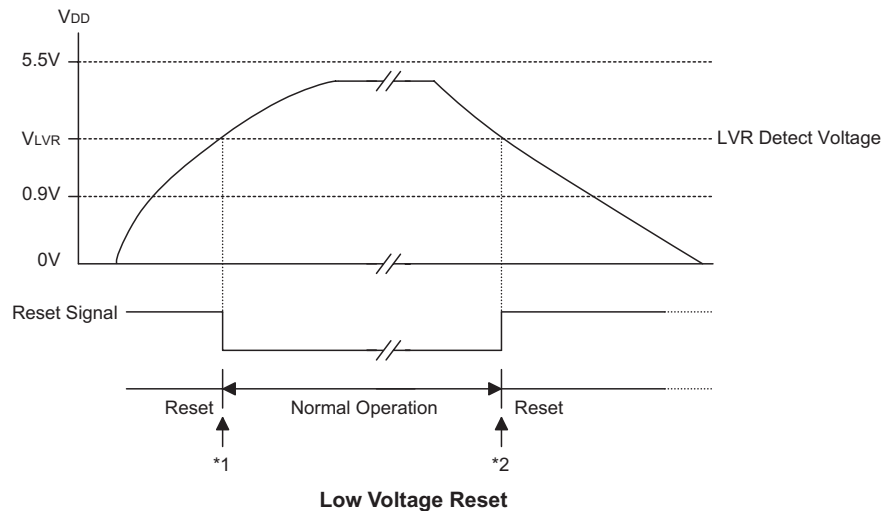 VDD
5.5V
VLVR
LVR Detect Voltage
0.9V
0V
Reset Signal
Reset
Normal Operation
Reset
*1
*2
Low Voltage Reset